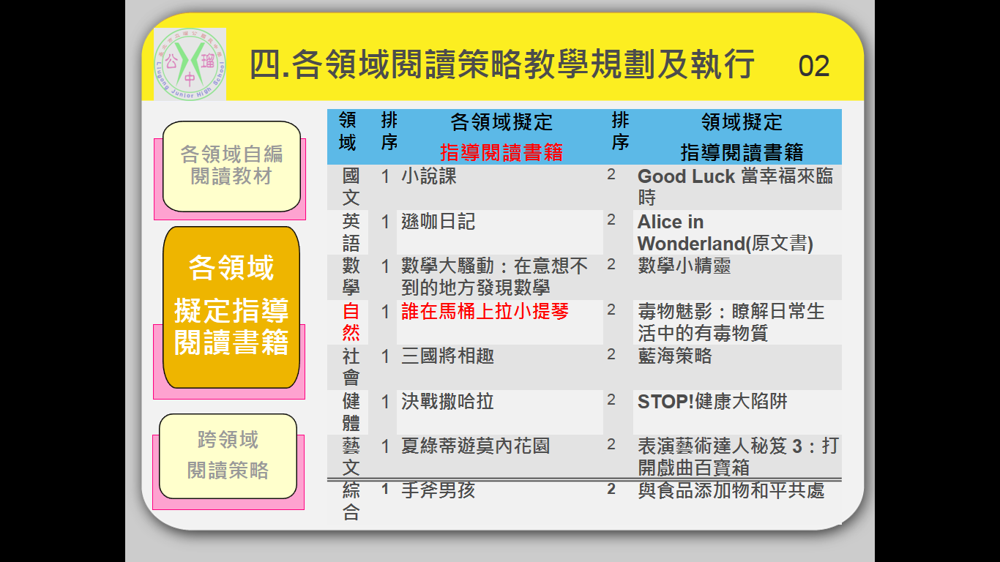 四.各領域閱讀策略教學規劃及執行 02
公 瑠
中
Liugong Junior High School
各領域自編
閱讀教材
各領域
擬定指導
閱讀書籍
跨領域
閱讀策略
領域 排序 各領域擬定 排序 領域擬定
指導閱讀書籍 指導閱讀書籍
國文 1 小說課 2 Good Luck 當幸福來臨
時
英語 1 遜咖日記 2 Alice in
Wonderland(原文書)
數學 1 數學大騷動：在意想不 2 數學小精靈
到的地方發現數學
自然 1 誰在馬桶上拉小提琴 2 毒物魅影：瞭解日常生
活中的有毒物質
社會 1 三國將相趣 2 藍海策略
健體 1 決戰撒哈拉 2 STOP!健康大陷阱
藝文 1 夏綠蒂遊莫內花園 2 表演藝術達人秘笈 3：打
開戲曲百寶箱
綜合 1 手斧男孩 2 與食品添加物和平共處